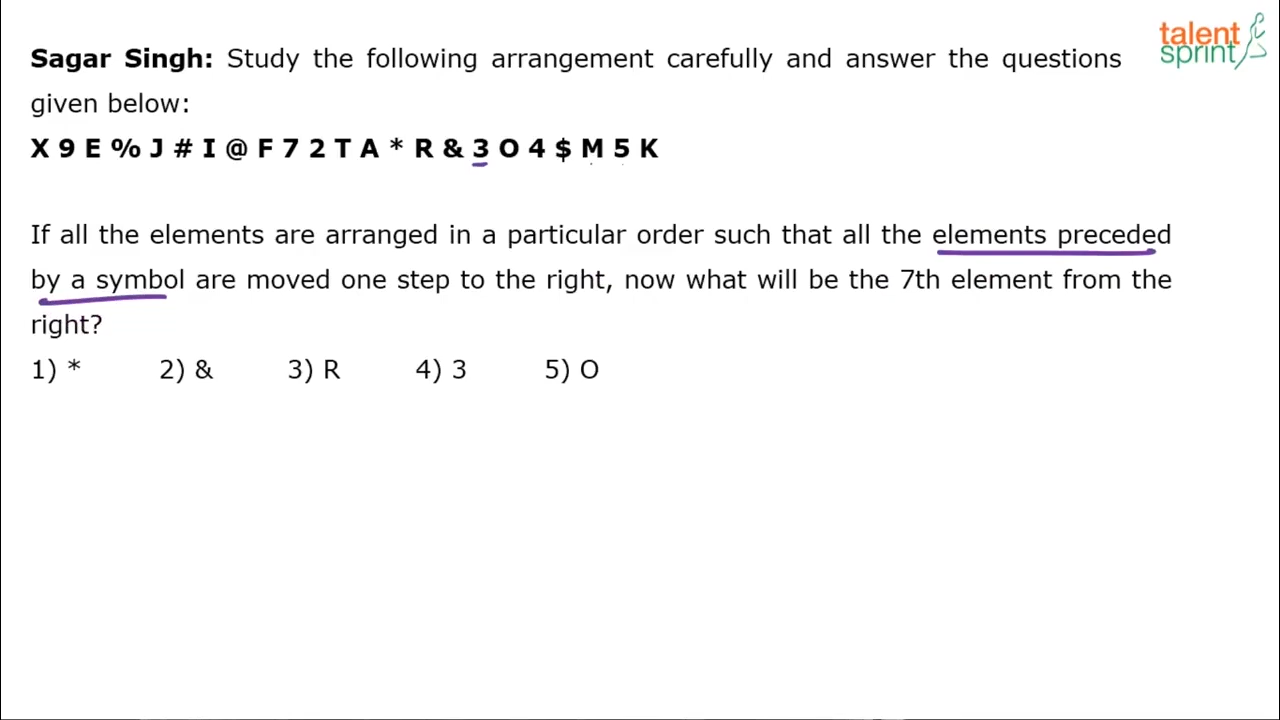 talent
sprint
Sagar Singh: Study the following arrangement carefully and answer the questions
given below:
X 9 E % J # I @ F 7 2 T A * R & 3 O 4 $ M 5 K
If all the elements are arranged in a particular order such that all the elements preceded
by a symbol are moved one step to the right, now what will be the 7th element from the
right?
1) * 2) & 3) R 4) 3 5) O